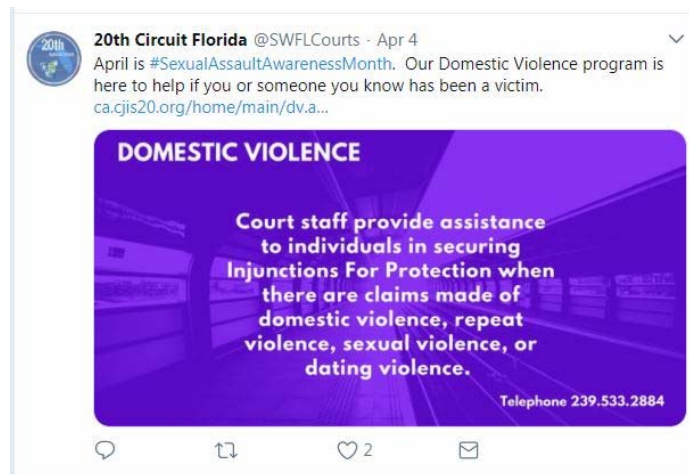 20th
20th Circuit Florida @SWFLCourts · Apr 4
April is #SexualAssaultAwarenessMonth. Our Domestic Violence program is
here to help if you or someone you know has been a victim.
ca.cjis20.org/home/main/dv.a...
DOMESTIC VIOLENCE
Court staff provide assistance
to individuals in securing
Injunctions For Protection when
there are claims made of
domestic violence, repeat
violence, sexual violence, or
dating violence.
Telephone 239.533.2884
2